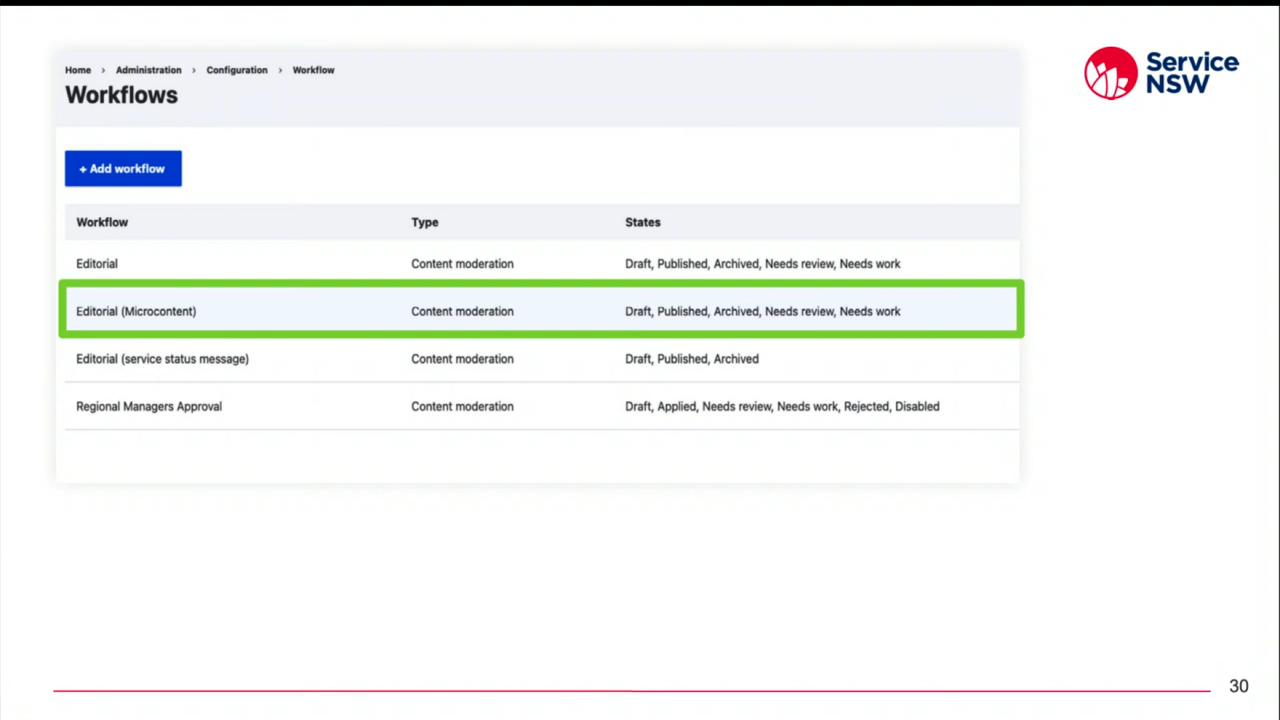 Home > Administration > Configuration > Workflow
Workflows
Service
NSW
+ Add workflow
Workflow Type States
Editorial Content moderation Draft, Published, Archived, Needs review, Needs work
Editorial (Microcontent) Content moderation Draft, Published, Archived, Needs review, Needs work
Editorial (service status message) Content moderation Draft, Published, Archived
Regional Managers Approval Content moderation Draft, Applied, Needs review, Needs work, Rejected, Disabled
30